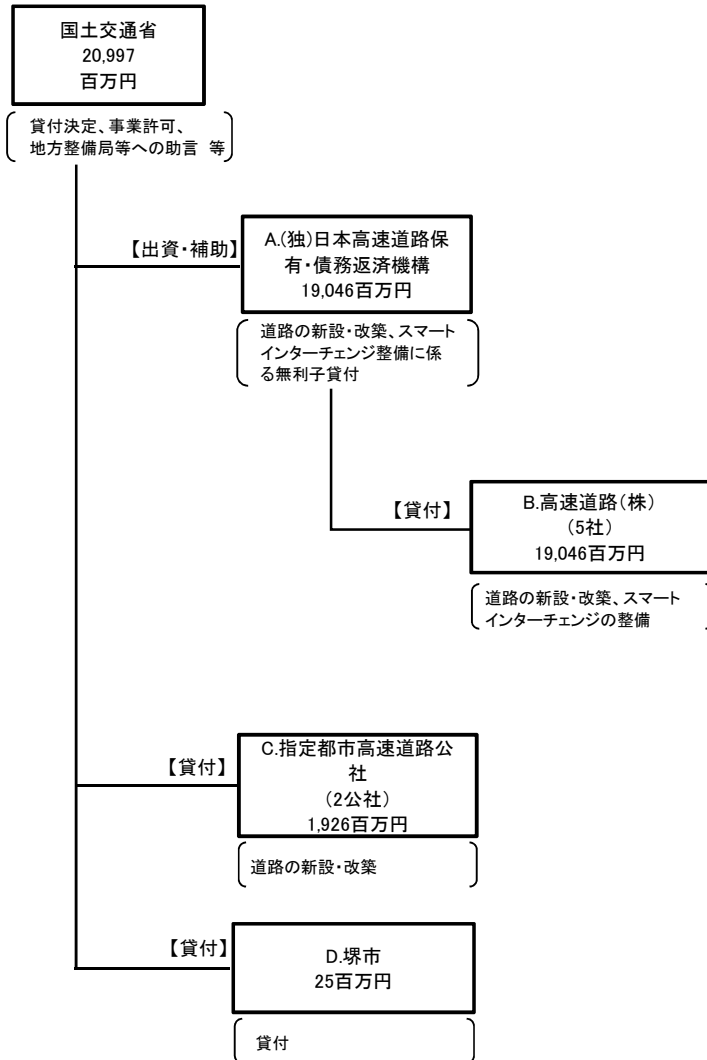 国土交通省
20,997
百万円
貸付決定、事業許可、
地方整備局等への助言 等
【出資・補助】
A.(独)日本高速道路保
有・債務返済機構
19,046百万円
道路の新設・改築、スマート
インターチェンジ整備に係
る無利子貸付
【貸付】
B.高速道路(株)
(5社)
19,046百万円
道路の新設・改築、スマート
インターチェンジの整備
【貸付】
C.指定都市高速道路公
社
(2公社)
1,926百万円
道路の新設・改築
【貸付】
D.堺市
25百万円
貸付